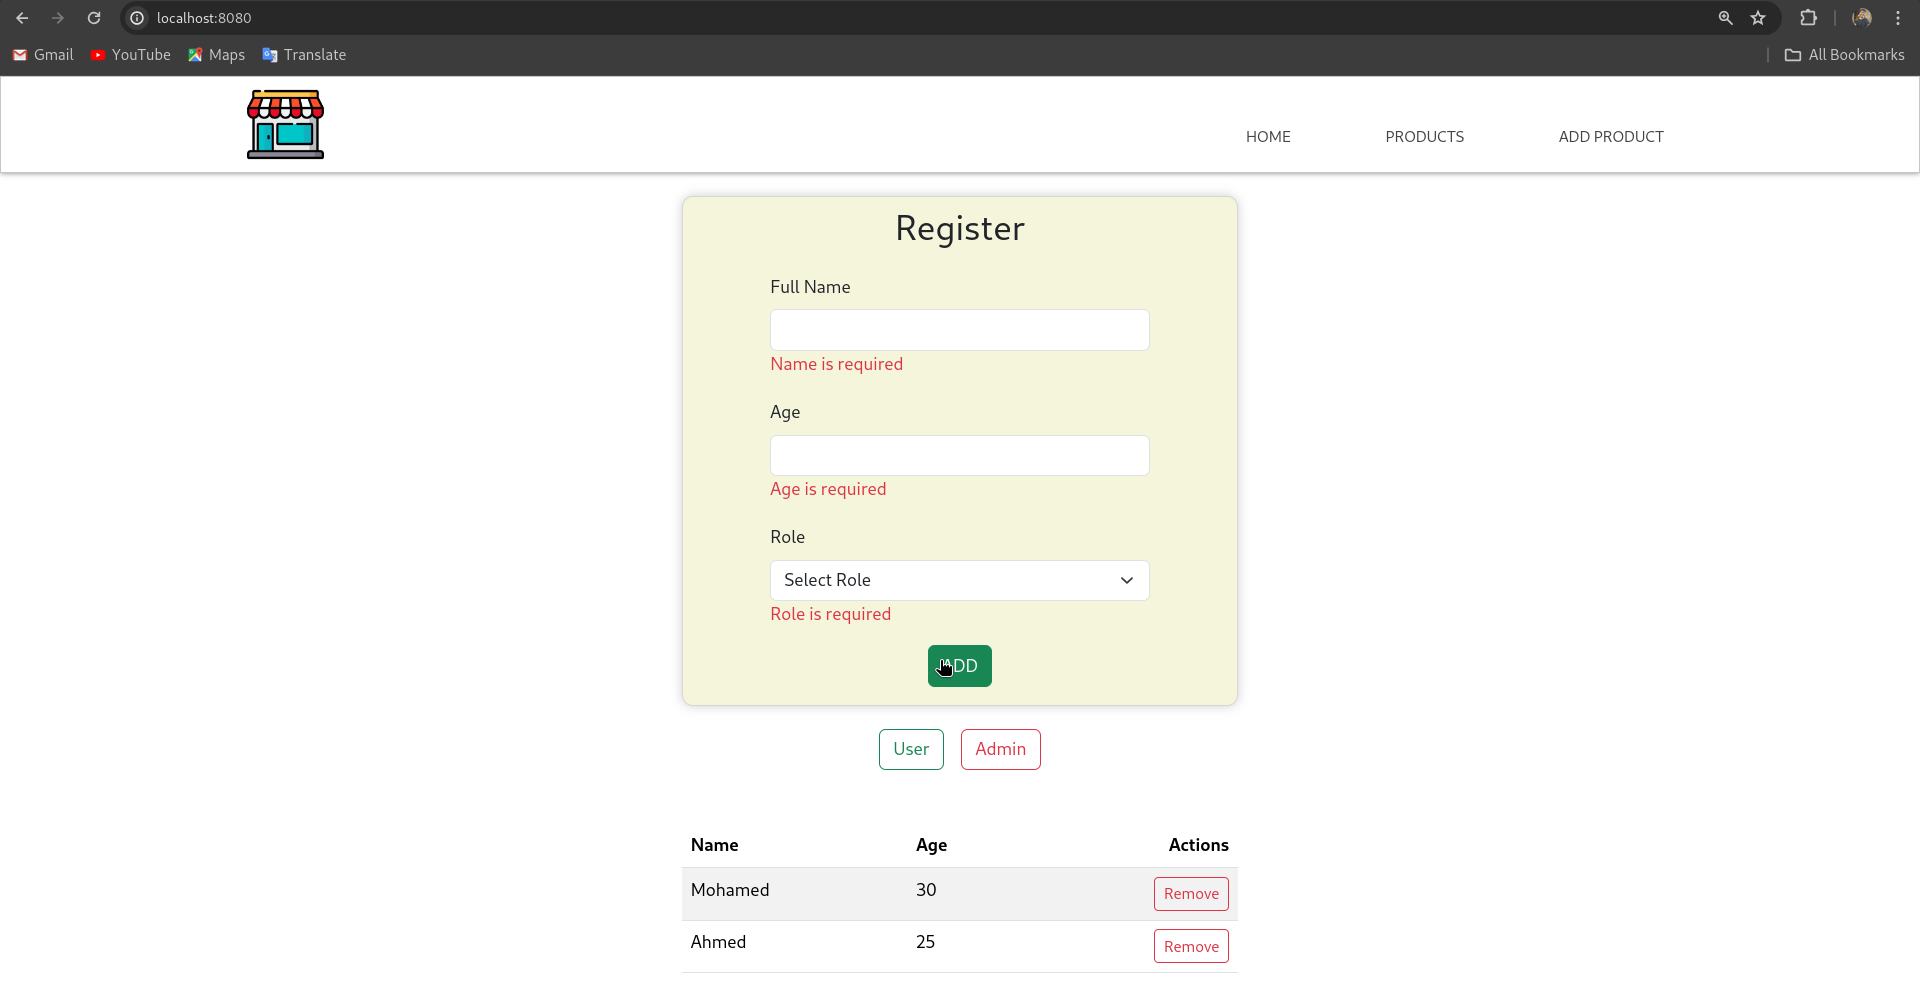 localhost:8080
Gmail YouTube Maps Translate All Bookmarks
HOME PRODUCTS ADD PRODUCT
Register
Full Name
Name is required
Age
Age is required
Role
Select Role
Role is required
ADD
User Admin
Name Age Actions
Mohamed 30 Remove
Ahmed 25 Remove